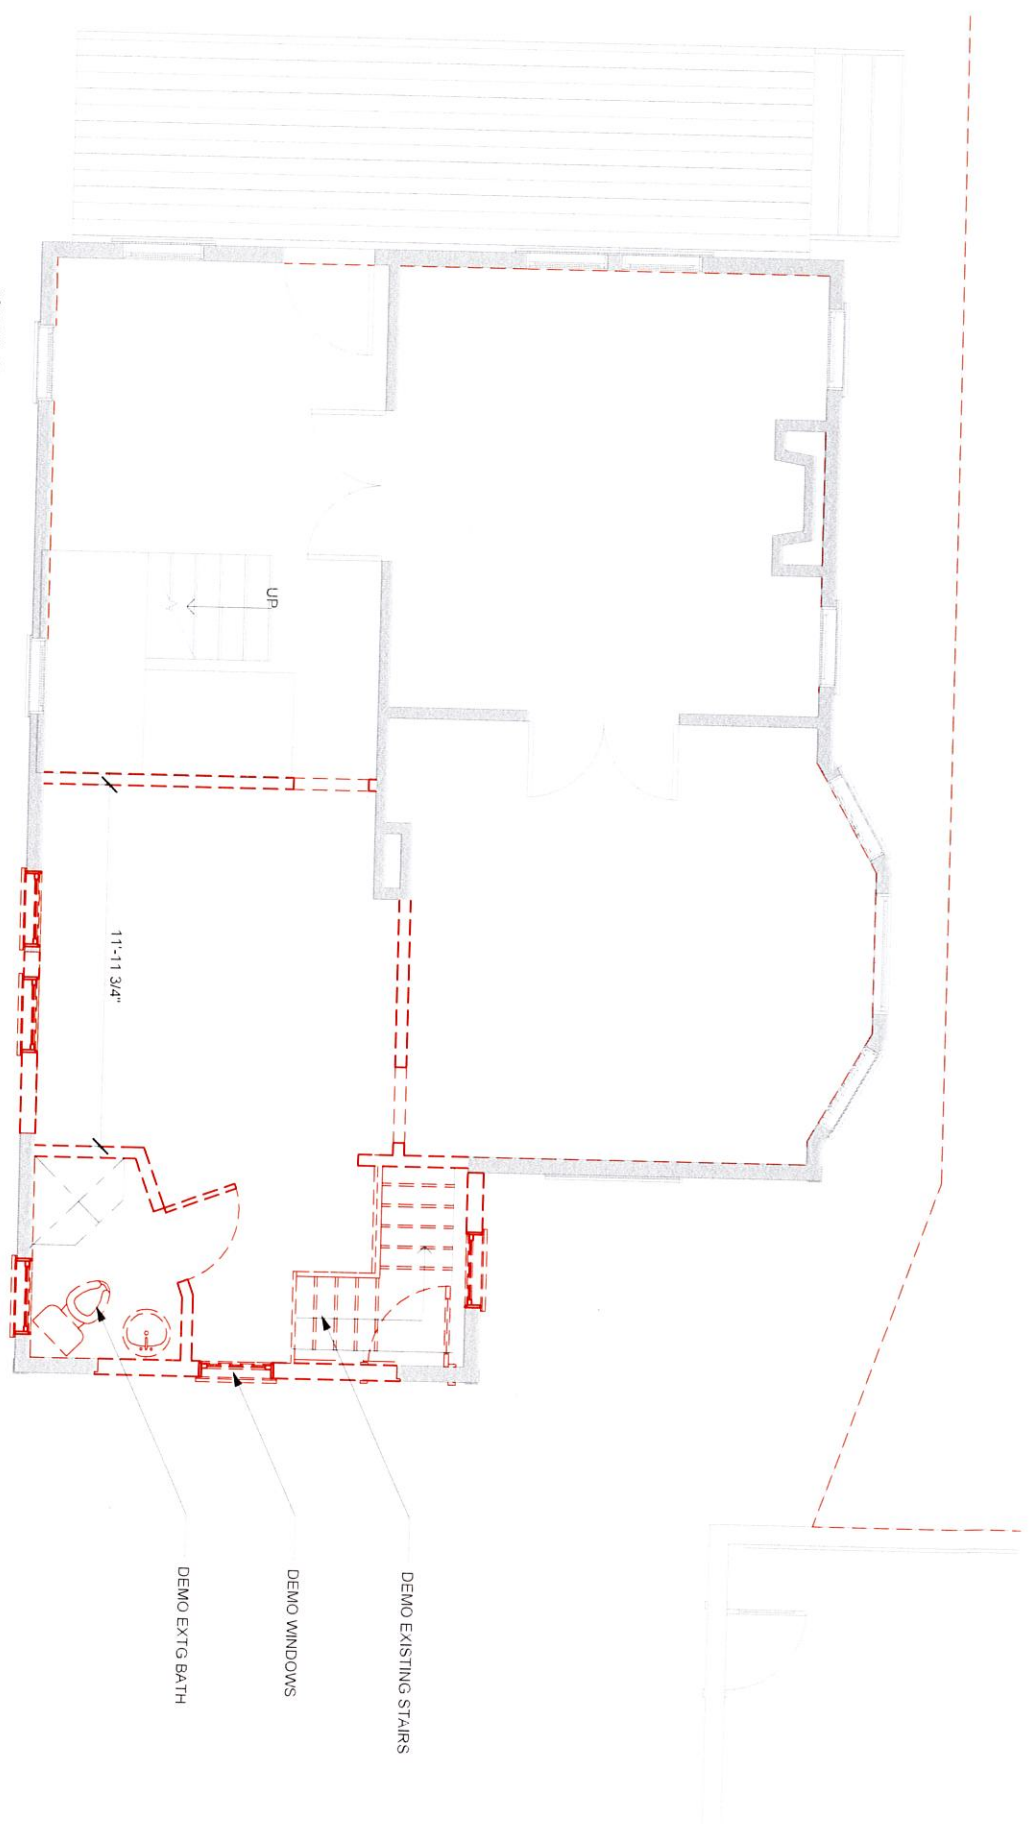 UP
11'-11 3/4"
DEMO EXISTING STAIRS
DEMO WINDOWS
DEMO EXTG BATH